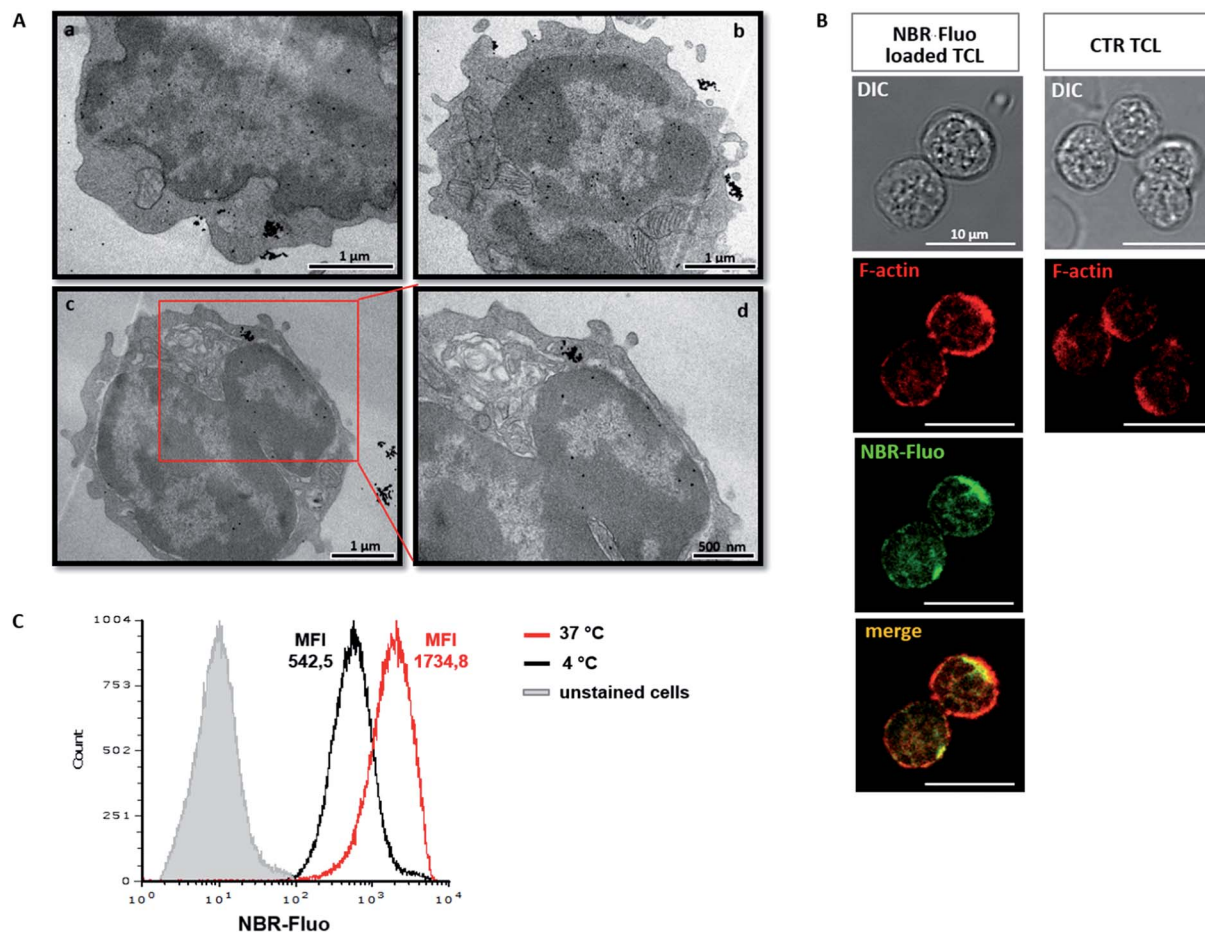 A
a
1 µm
b
1 µm
c
1 µm
d
500 nm
B
NBR-Fluo
loaded TCL
CTR TCL
DIC
10 µm
DIC
F-actin
F-actin
NBR-Fluo
merge
C
1004
753
502
251
0
Count
MFI
542,5
MFI
1734,8
10⁰
10¹
10²
10³
10⁴
NBR-Fluo
37 °C
4 °C
unstained cells